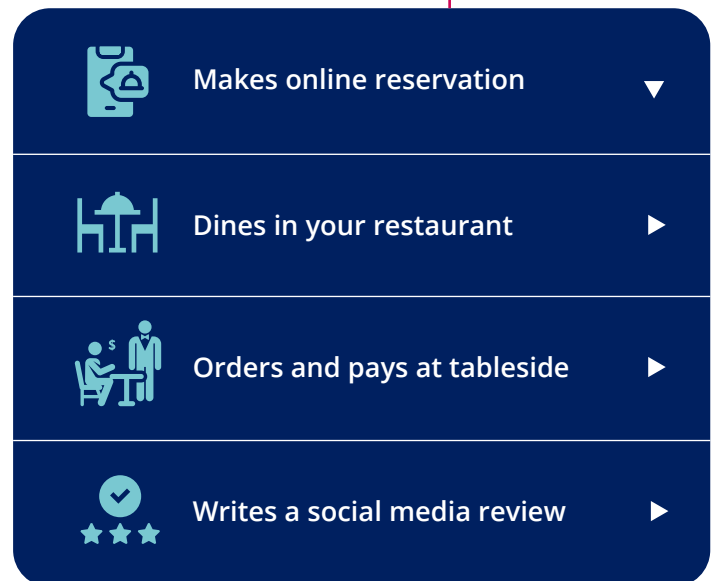 Makes online reservation
Dines in your restaurant
$
Orders and pays at tableside
Writes a social media review